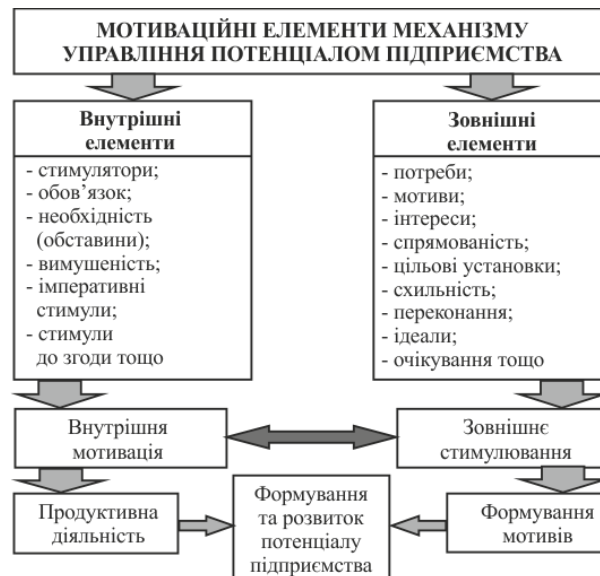 МОТИВАЦІЙНІ ЕЛЕМЕНТИ МЕХАНІЗМУ
УПРАВЛІННЯ ПОТЕНЦІАЛОМ ПІДПРИЄМСТВА
Внутрішні
елементи
- стимулятори;
- обов’язок;
- необхідність
(обставини);
- вимушеність;
- імперативні
стимули;
- стимули
до згоди тощо
Зовнішні
елементи
- потреби;
- мотиви;
- інтереси;
- спрямованість;
- цільові установки;
- схильність;
- переконання;
- ідеали;
- очікування тощо
Внутрішня
мотивація
Зовнішнє
стимулювання
Продуктивна
діяльність
Формування
та розвиток
потенціалу
підприємства
Формування
мотивів